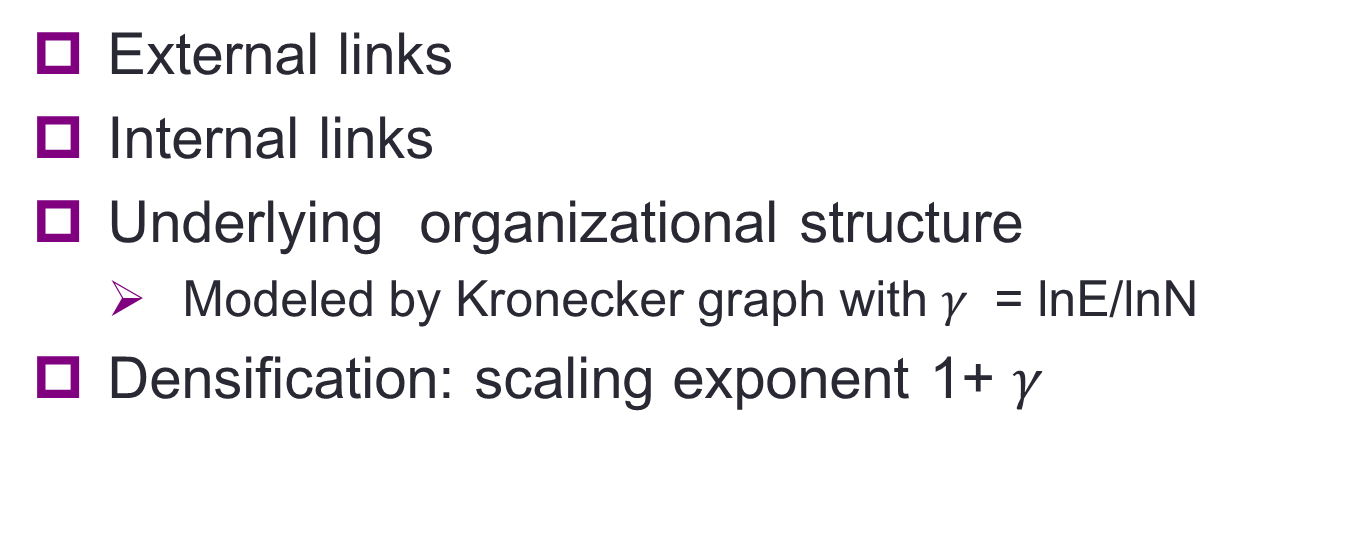 External links
Internal links
Underlying organizational structure
Modeled by Kronecker graph with γ = lnE/lnN
Densification: scaling exponent 1+ γ